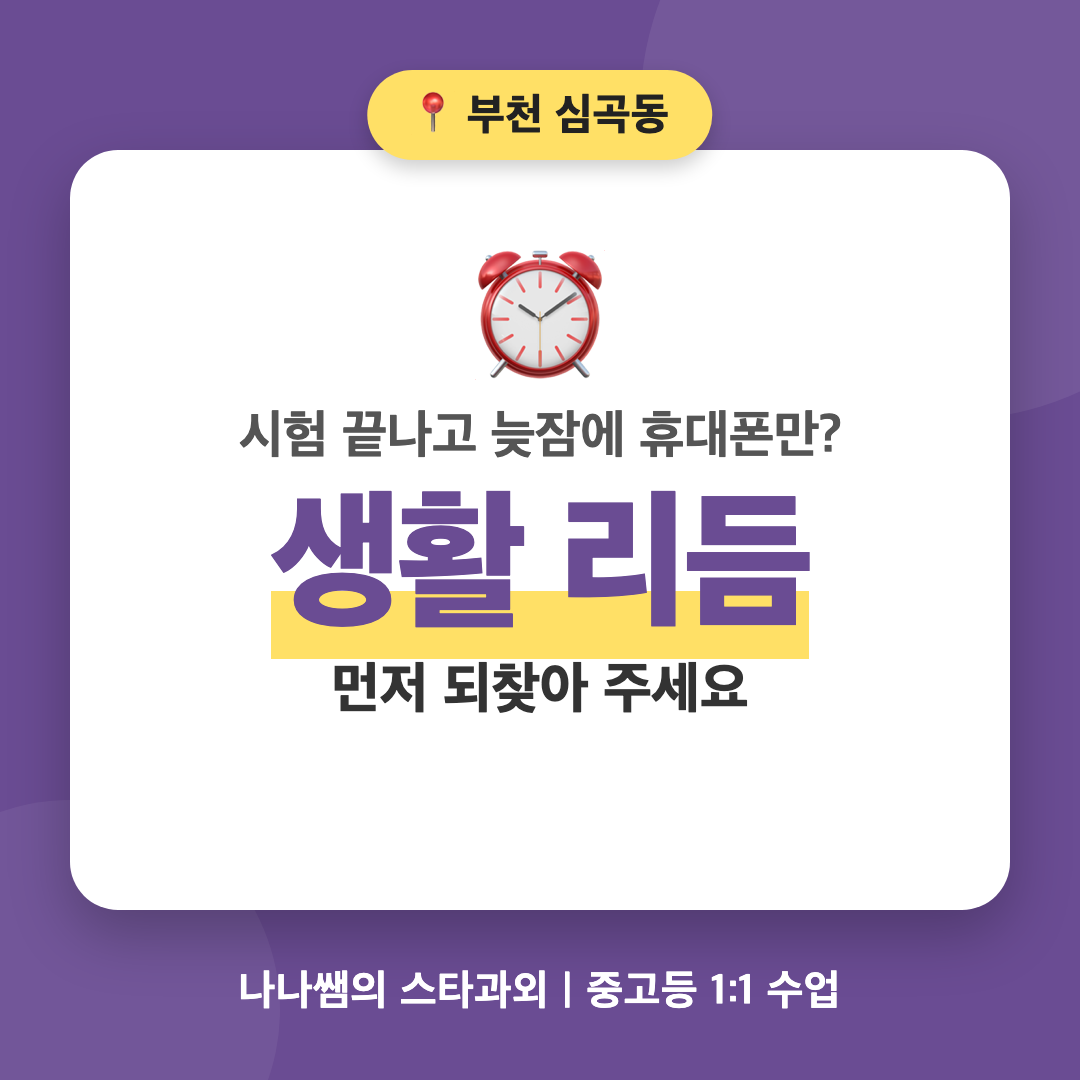 부천 심곡동
시험 끝나고 늦잠에 휴대폰만?
생활 리듬
먼저 되찾아 주세요
나나쌤의 스타과외 | 중고등 1:1 수업